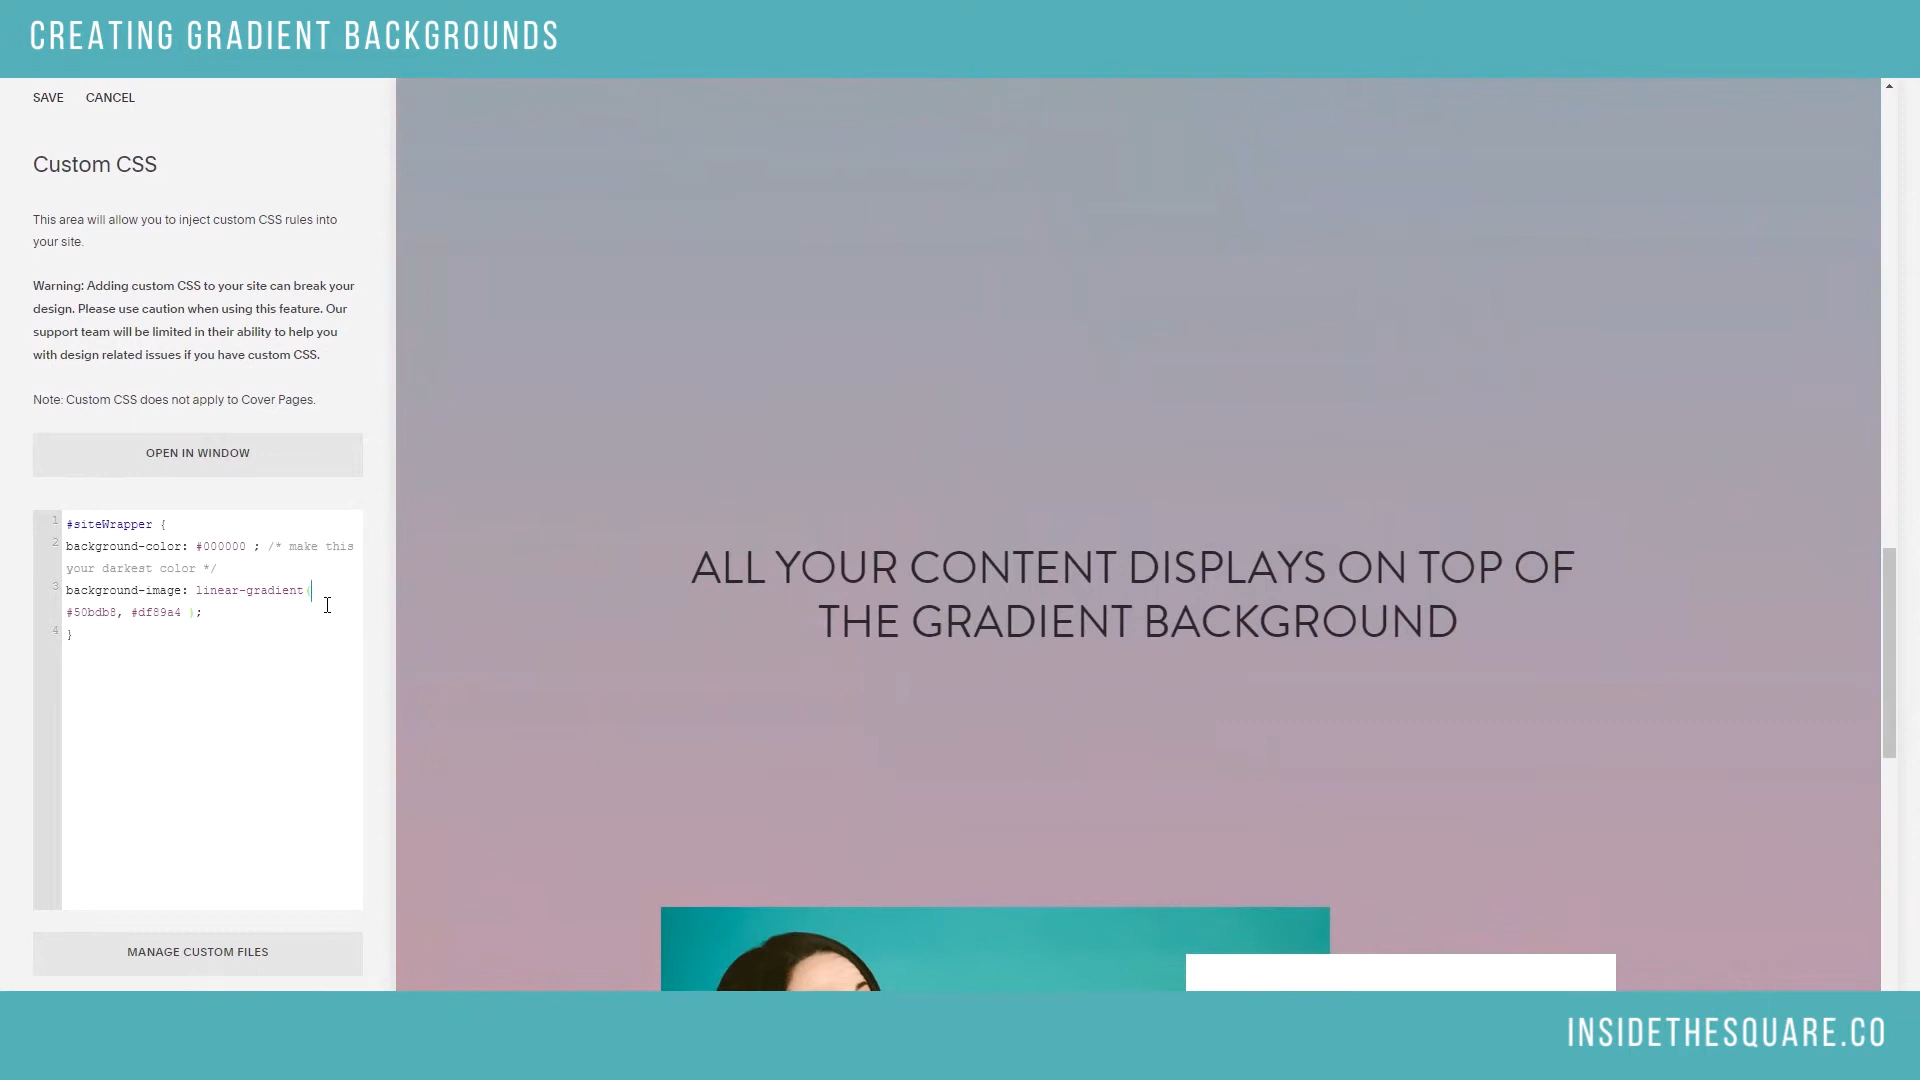 CREATING GRADIENT BACKGROUNDS
SAVE CANCEL
Custom CSS
This area will allow you to inject custom CSS rules into
your site.
Warning: Adding custom CSS to your site can break your
design. Please use caution when using this feature. Our
support team will be limited in their ability to help you
with design related issues if you have custom CSS.
Note: Custom CSS does not apply to Cover Pages.
OPEN IN WINDOW
1 #siteWrapper {
2 background-color: #000000 ; /* make this
your darkest color */
3 background-image: linear-gradient(
#50bdb8, #df89a4 );
4 }
MANAGE CUSTOM FILES
ALL YOUR CONTENT DISPLAYS ON TOP OF
THE GRADIENT BACKGROUND
INSIDETHESQUARE.CO